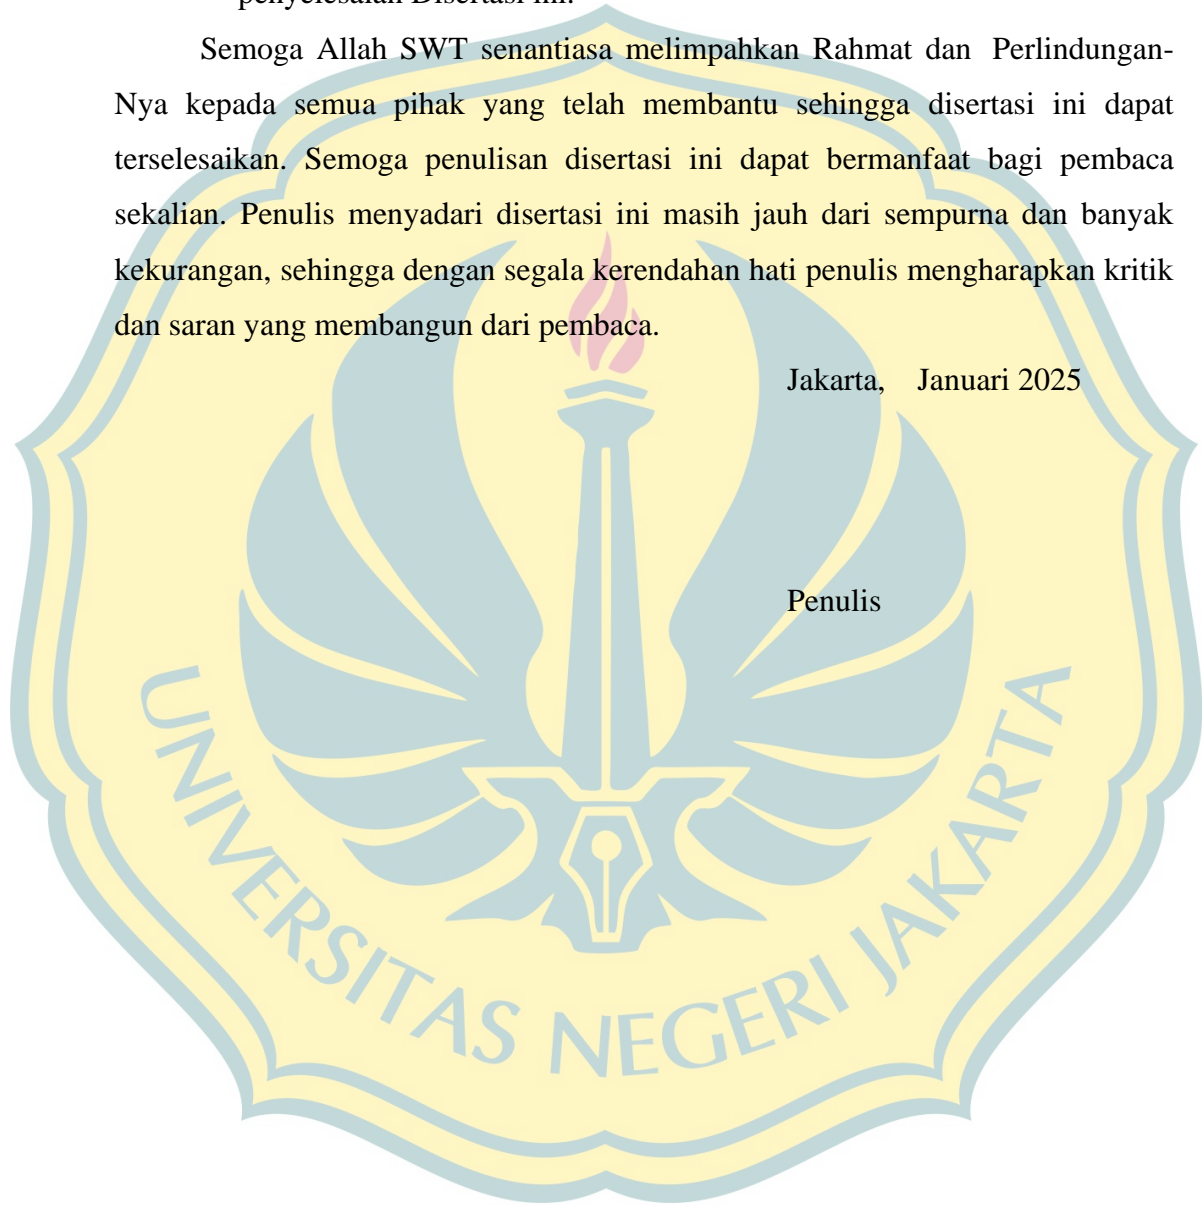 penyelesaian Disertasi ini.
Semoga Allah SWT senantiasa melimpahkan Rahmat dan Perlindungan-
Nya kepada semua pihak yang telah membantu sehingga disertasi ini dapat
terselesaikan. Semoga penulisan disertasi ini dapat bermanfaat bagi pembaca
sekalian. Penulis menyadari disertasi ini masih jauh dari sempurna dan banyak
kekurangan, sehingga dengan segala kerendahan hati penulis mengharapkan kritik
dan saran yang membangun dari pembaca.
Jakarta, Januari 2025
Penulis
UNIVERSITAS NEGERI JAKARTA